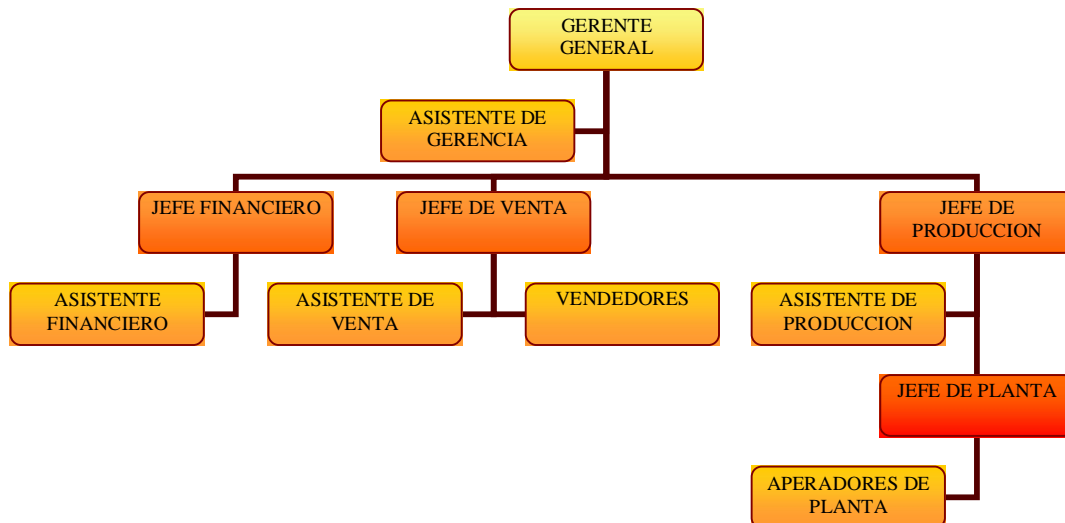 GERENTE
GENERAL
ASISTENTE DE
GERENCIA
JEFE FINANCIERO
JEFE DE VENTA
JEFE DE
PRODUCCION
ASISTENTE
FINANCIERO
ASISTENTE DE
VENTA
VENDEDORES
ASISTENTE DE
PRODUCCION
JEFE DE PLANTA
APERADORES DE
PLANTA